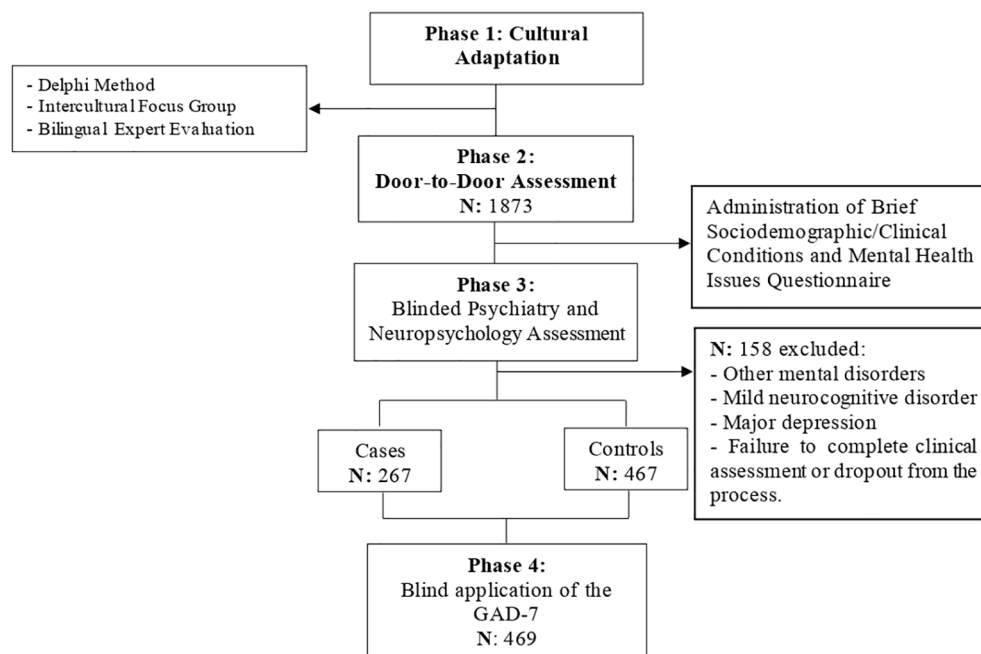 Phase 1: Cultural
Adaptation
- Delphi Method
- Intercultural Focus Group
- Bilingual Expert Evaluation
Phase 2:
Door-to-Door Assessment
N: 1873
Administration of Brief
Sociodemographic/Clinical
Conditions and Mental Health
Issues Questionnaire
Phase 3:
Blinded Psychiatry and
Neuropsychology Assessment
N: 158 excluded:
- Other mental disorders
- Mild neurocognitive disorder
- Major depression
- Failure to complete clinical
assessment or dropout from the
process.
Cases
N: 267
Controls
N: 467
Phase 4:
Blind application of the
GAD-7
N: 469